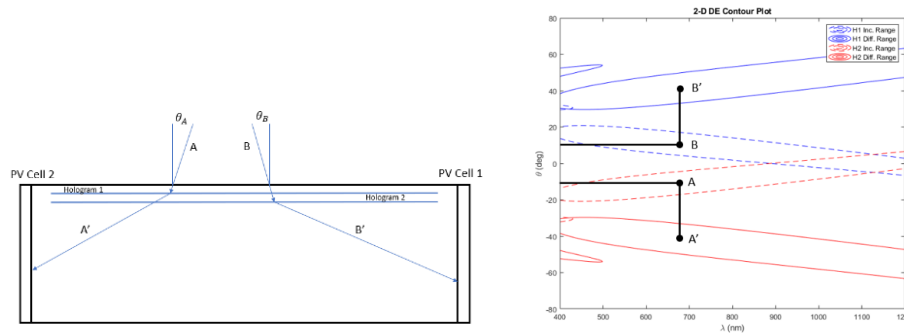 θA
θB
A
B
PV Cell 2
PV Cell 1
Hologram 1
Hologram 2
A'
B'
2-D DE Contour Plot
H1 Inc. Range
H1 Diff. Range
H2 Inc. Range
H2 Diff. Range
80
60
40
20
0
-20
-40
-60
-80
θ (deg)
B'
B
A
A'
400 500 600 700 800 900 1000 1100 1200
λ (nm)